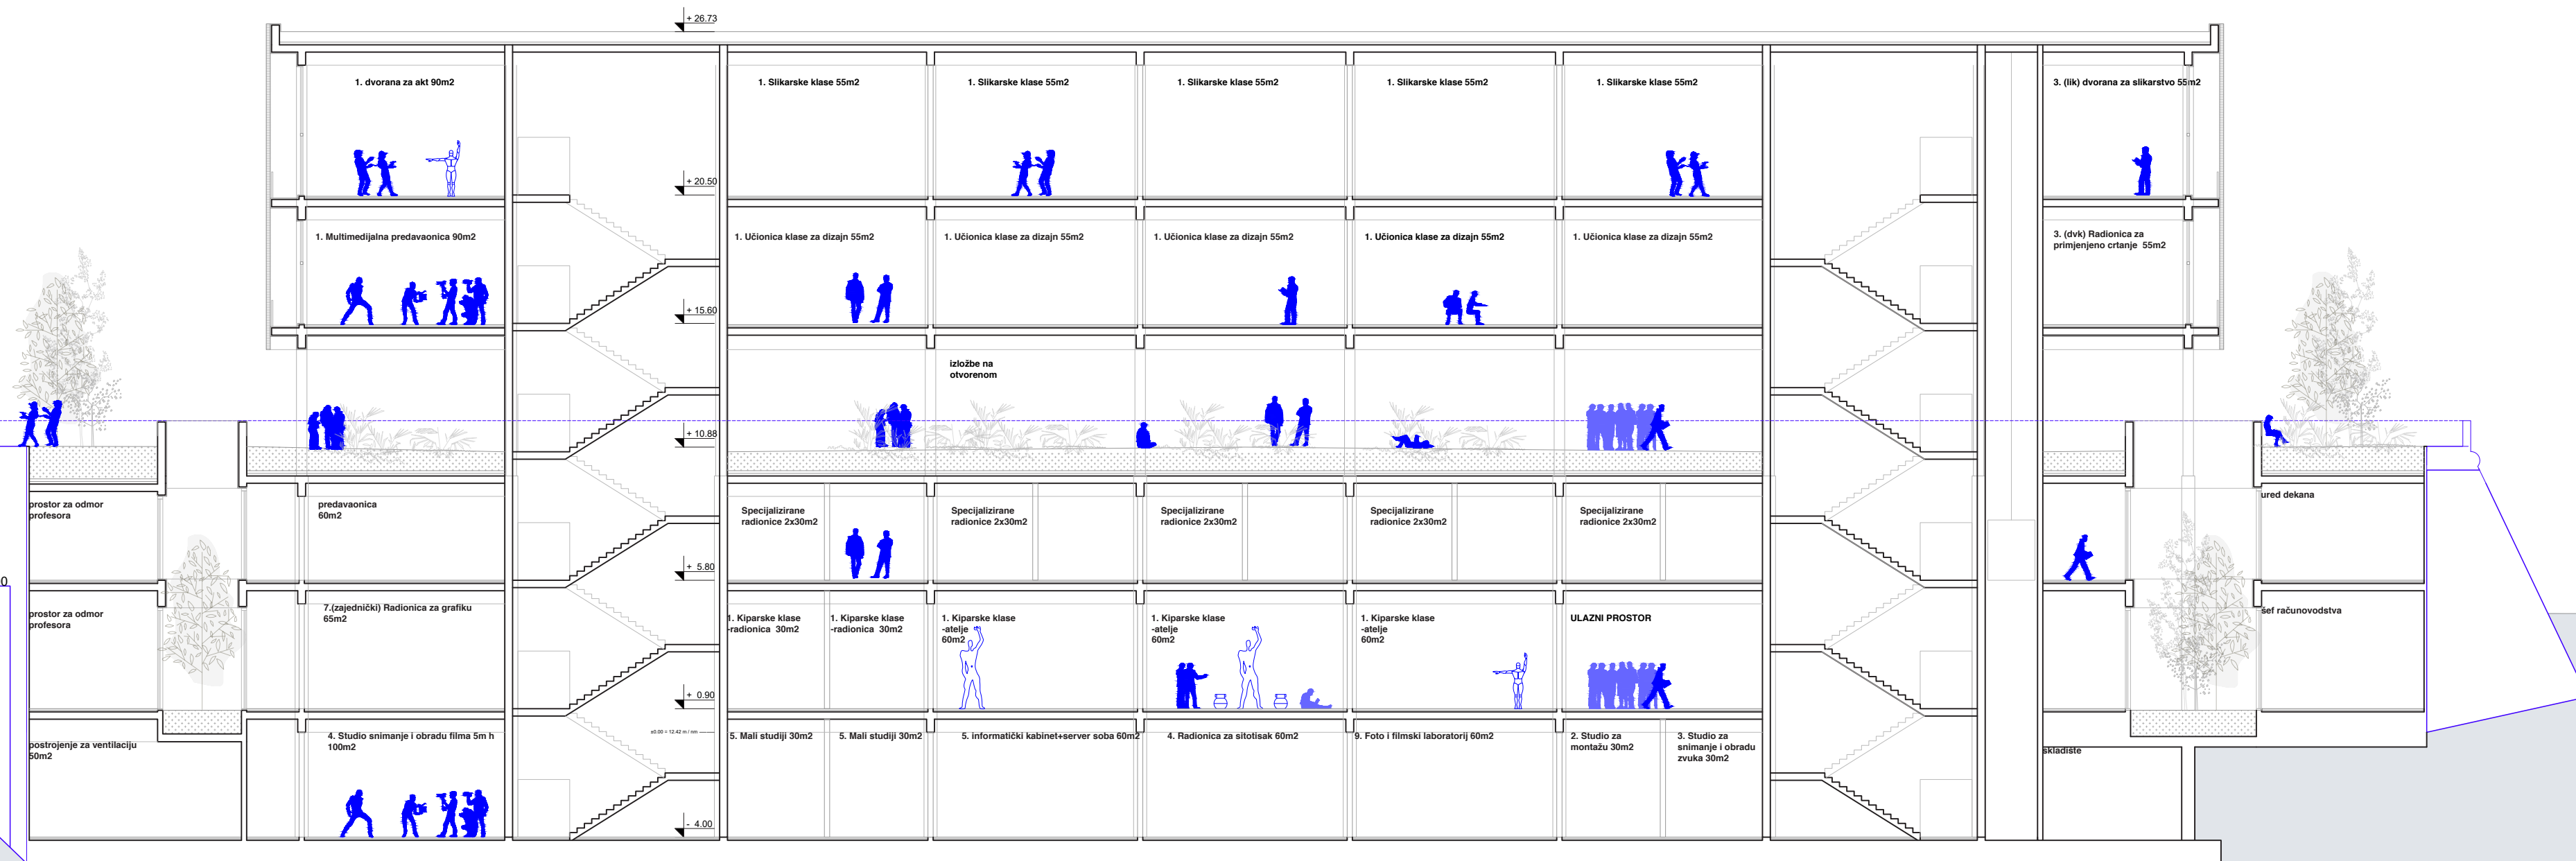 + 26.73
1. dvorana za akt 90m2
1. Slikarske klase 55m2
1. Slikarske klase 55m2
1. Slikarske klase 55m2
1. Slikarske klase 55m2
1. Slikarske klase 55m2
3. (lik) dvorana za slikarstvo 55m2
+ 20.50
1. Multimedijalna predavaonica 90m2
1. Učionica klase za dizajn 55m2
1. Učionica klase za dizajn 55m2
1. Učionica klase za dizajn 55m2
1. Učionica klase za dizajn 55m2
1. Učionica klase za dizajn 55m2
3. (dvk) Radionica za
primjenjeno crtanje 55m2
+ 15.60
izložbe na
otvorenom
+ 10.88
prostor za odmor
profesora
predavaonica
60m2
Specijalizirane
radionice 2x30m2
Specijalizirane
radionice 2x30m2
Specijalizirane
radionice 2x30m2
Specijalizirane
radionice 2x30m2
Specijalizirane
radionice 2x30m2
ured dekana
+ 5.80
0
prostor za odmor
profesora
7.(zajednički) Radionica za grafiku
65m2
1. Kiparske klase
-radionica 30m2
1. Kiparske klase
-radionica 30m2
1. Kiparske klase
-atelje
60m2
1. Kiparske klase
-atelje
60m2
1. Kiparske klase
-atelje
60m2
ULAZNI PROSTOR
šef računovodstva
+ 0.90
±0.00 = 12.42 m / nm
postrojenje za ventilaciju
50m2
4. Studio snimanje i obradu filma 5m h
100m2
5. Mali studiji 30m2
5. Mali studiji 30m2
5. informatički kabinet+server soba 60m2
4. Radionica za sitotisak 60m2
9. Foto i filmski laboratorij 60m2
2. Studio za
montažu 30m2
3. Studio za
snimanje i obradu
zvuka 30m2
skladište
- 4.00